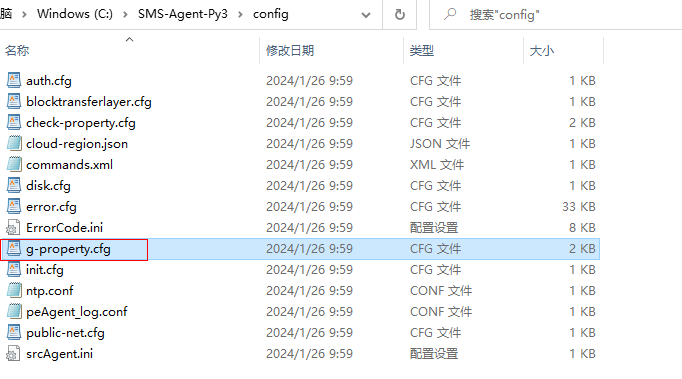 脑 > Windows (C:) > SMS-Agent-Py3 > config 搜索"config"
名称 修改日期 类型 大小
auth.cfg 2024/1/26 9:59 CFG 文件 1 KB
blocktransferlayer.cfg 2024/1/26 9:59 CFG 文件 1 KB
check-property.cfg 2024/1/26 9:59 CFG 文件 2 KB
cloud-region.json 2024/1/26 9:59 JSON 文件 1 KB
commands.xml 2024/1/26 9:59 XML 文件 1 KB
disk.cfg 2024/1/26 9:59 CFG 文件 1 KB
error.cfg 2024/1/26 9:59 CFG 文件 33 KB
ErrorCode.ini 2024/1/26 9:59 配置设置 8 KB
g-property.cfg 2024/1/26 9:59 CFG 文件 2 KB
init.cfg 2024/1/26 9:59 CFG 文件 1 KB
ntp.conf 2024/1/26 9:59 CONF 文件 1 KB
peAgent_log.conf 2024/1/26 9:59 CONF 文件 1 KB
public-net.cfg 2024/1/26 9:59 CFG 文件 1 KB
srcAgent.ini 2024/1/26 9:59 配置设置 1 KB